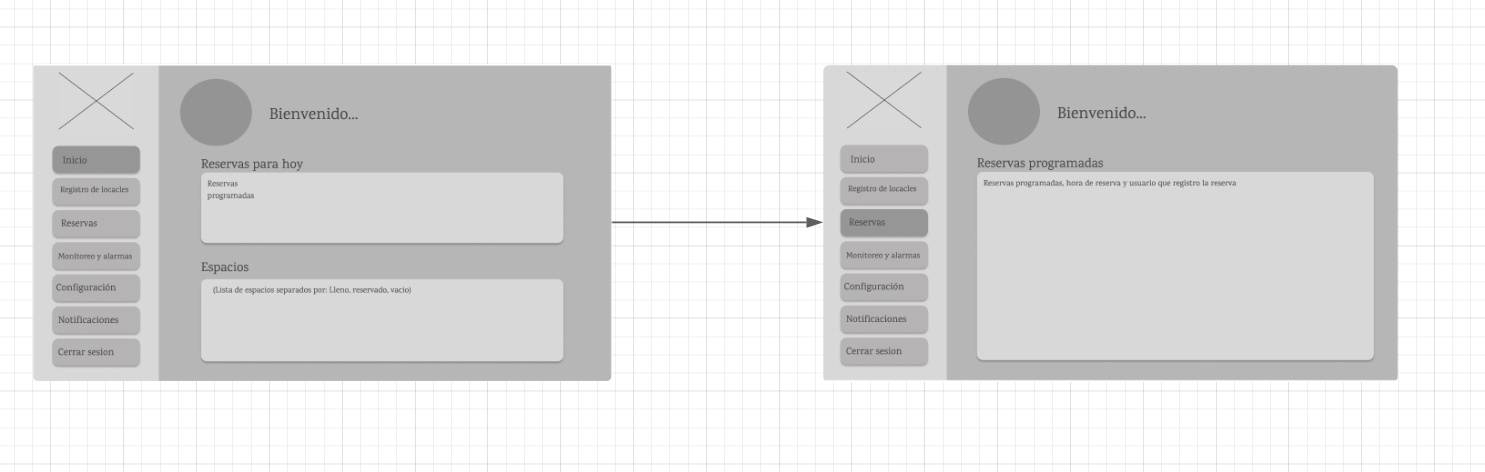 Bienvenido...
Inicio
Registro de locacles
Reservas
Monitoreo y alarmas
Configuración
Notificaciones
Cerrar sesion
Reservas para hoy
Reservas
programadas
Espacios
(Lista de espacios separados por: Lleno, reservado, vacio)
Bienvenido...
Inicio
Registro de locacles
Reservas
Monitoreo y alarmas
Configuración
Notificaciones
Cerrar sesion
Reservas programadas
Reservas programadas, hora de reserva y usuario que registro la reserva